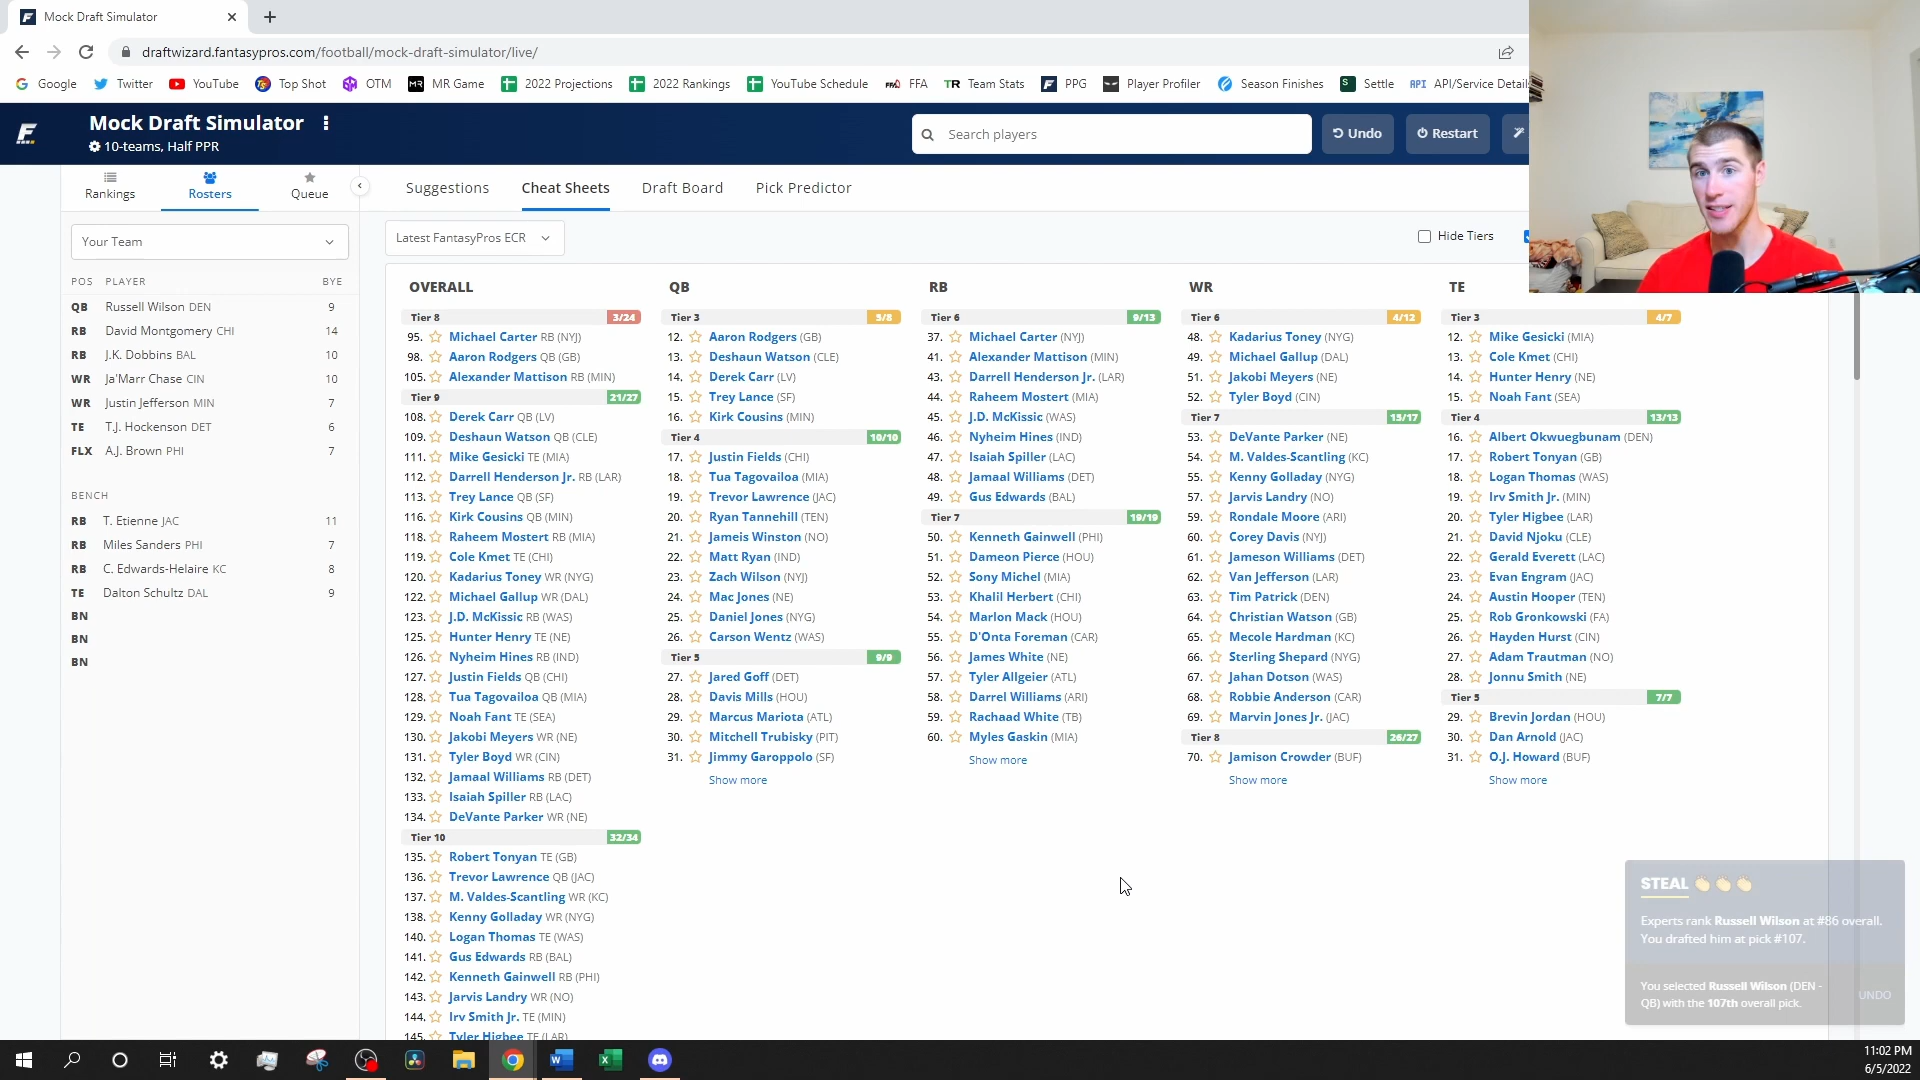 Mock Draft Simulator
draftwizard.fantasypros.com/football/mock-draft-simulator/live/
Google Twitter YouTube Top Shot OTM MR Game 2022 Projections 2022 Rankings YouTube Schedule FFA TR Team Stats PPG Player Profiler Season Finishes Settle API API/Service Details
Mock Draft Simulator
10-teams, Half PPR
Search players
Undo
Restart
Rankings
Rosters
Queue
Suggestions
Cheat Sheets
Draft Board
Pick Predictor
Your Team
Latest FantasyPros ECR
Hide Tiers
POS PLAYER BYE
QB Russell Wilson DEN 9
RB David Montgomery CHI 14
RB J.K. Dobbins BAL 10
WR Ja'Marr Chase CIN 10
WR Justin Jefferson MIN 7
TE T.J. Hockenson DET 6
FLX A.J. Brown PHI 7
BENCH
RB T. Etienne JAC 11
RB Miles Sanders PHI 7
RB C. Edwards-Helaire KC 8
TE Dalton Schultz DAL 9
BN
BN
BN
OVERALL
Tier 8 3/24
95. Michael Carter RB (NYJ)
98. Aaron Rodgers QB (GB)
105. Alexander Mattison RB (MIN)
Tier 9 21/27
108. Derek Carr QB (LV)
109. Deshaun Watson QB (CLE)
111. Mike Gesicki TE (MIA)
112. Darrell Henderson Jr. RB (LAR)
113. Trey Lance QB (SF)
116. Kirk Cousins QB (MIN)
118. Raheem Mostert RB (MIA)
119. Cole Kmet TE (CHI)
120. Kadarius Toney WR (NYG)
122. Michael Gallup WR (DAL)
123. J.D. McKissic RB (WAS)
125. Hunter Henry TE (NE)
126. Nyheim Hines RB (IND)
127. Justin Fields QB (CHI)
128. Tua Tagovailoa QB (MIA)
129. Noah Fant TE (SEA)
130. Jakobi Meyers WR (NE)
131. Tyler Boyd WR (CIN)
132. Jamaal Williams RB (DET)
133. Isaiah Spiller RB (LAC)
134. DeVante Parker WR (NE)
Tier 10 32/34
135. Robert Tonyan TE (GB)
136. Trevor Lawrence QB (JAC)
137. M. Valdes-Scantling WR (KC)
138. Kenny Golladay WR (NYG)
140. Logan Thomas TE (WAS)
141. Gus Edwards RB (BAL)
142. Kenneth Gainwell RB (PHI)
143. Jarvis Landry WR (NO)
144. Irv Smith Jr. TE (MIN)
145. Tyler Higbee TE (LAR)
QB
Tier 3 5/8
12. Aaron Rodgers (GB)
13. Deshaun Watson (CLE)
14. Derek Carr (LV)
15. Trey Lance (SF)
16. Kirk Cousins (MIN)
Tier 4 10/10
17. Justin Fields (CHI)
18. Tua Tagovailoa (MIA)
19. Trevor Lawrence (JAC)
20. Ryan Tannehill (TEN)
21. Jameis Winston (NO)
22. Matt Ryan (IND)
23. Zach Wilson (NYJ)
24. Mac Jones (NE)
25. Daniel Jones (NYG)
26. Carson Wentz (WAS)
Tier 5 9/9
27. Jared Goff (DET)
28. Davis Mills (HOU)
29. Marcus Mariota (ATL)
30. Mitchell Trubisky (PIT)
31. Jimmy Garoppolo (SF)
Show more
RB
Tier 6 9/13
37. Michael Carter (NYJ)
41. Alexander Mattison (MIN)
43. Darrell Henderson Jr. (LAR)
44. Raheem Mostert (MIA)
45. J.D. McKissic (WAS)
46. Nyheim Hines (IND)
47. Isaiah Spiller (LAC)
48. Jamaal Williams (DET)
49. Gus Edwards (BAL)
Tier 7 19/19
50. Kenneth Gainwell (PHI)
51. Dameon Pierce (HOU)
52. Sony Michel (MIA)
53. Khalil Herbert (CHI)
54. Marlon Mack (HOU)
55. D'Onta Foreman (CAR)
56. James White (NE)
57. Tyler Allgeier (ATL)
58. Darrel Williams (ARI)
59. Rachaad White (TB)
60. Myles Gaskin (MIA)
Show more
WR
Tier 6 4/12
48. Kadarius Toney (NYG)
49. Michael Gallup (DAL)
51. Jakobi Meyers (NE)
52. Tyler Boyd (CIN)
Tier 7 15/17
53. DeVante Parker (NE)
54. M. Valdes-Scantling (KC)
55. Kenny Golladay (NYG)
57. Jarvis Landry (NO)
59. Rondale Moore (ARI)
60. Corey Davis (NYJ)
61. Jameson Williams (DET)
62. Van Jefferson (LAR)
63. Tim Patrick (DEN)
64. Christian Watson (GB)
65. Mecole Hardman (KC)
66. Sterling Shepard (NYG)
67. Jahan Dotson (WAS)
68. Robbie Anderson (CAR)
69. Marvin Jones Jr. (JAC)
Tier 8 26/27
70. Jamison Crowder (BUF)
Show more
TE
Tier 3 4/7
12. Mike Gesicki (MIA)
13. Cole Kmet (CHI)
14. Hunter Henry (NE)
15. Noah Fant (SEA)
Tier 4 13/13
16. Albert Okwuegbunam (DEN)
17. Robert Tonyan (GB)
18. Logan Thomas (WAS)
19. Irv Smith Jr. (MIN)
20. Tyler Higbee (LAR)
21. David Njoku (CLE)
22. Gerald Everett (LAC)
23. Evan Engram (JAC)
24. Austin Hooper (TEN)
25. Rob Gronkowski (FA)
26. Hayden Hurst (CIN)
27. Adam Trautman (NO)
28. Jonnu Smith (NE)
Tier 5 7/7
29. Brevin Jordan (HOU)
30. Dan Arnold (JAC)
31. O.J. Howard (BUF)
Show more
STEAL
Experts rank Russell Wilson at #86 overall.
You drafted him at pick #107.
You selected Russell Wilson (DEN -
QB) with the 107th overall pick.
UNDO
11:02 PM
6/5/2022